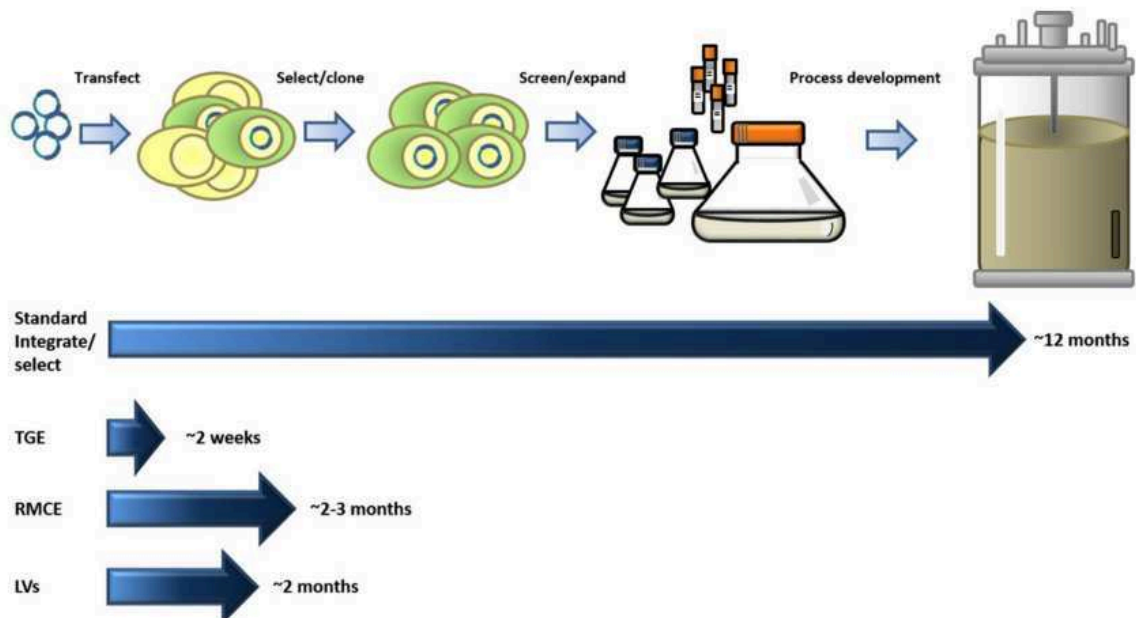 Transfect
Select/clone
Screen/expand
Process development
Standard
Integrate/
select
~12 months
TGE
~2 weeks
RMCE
~2-3 months
LVs
~2 months